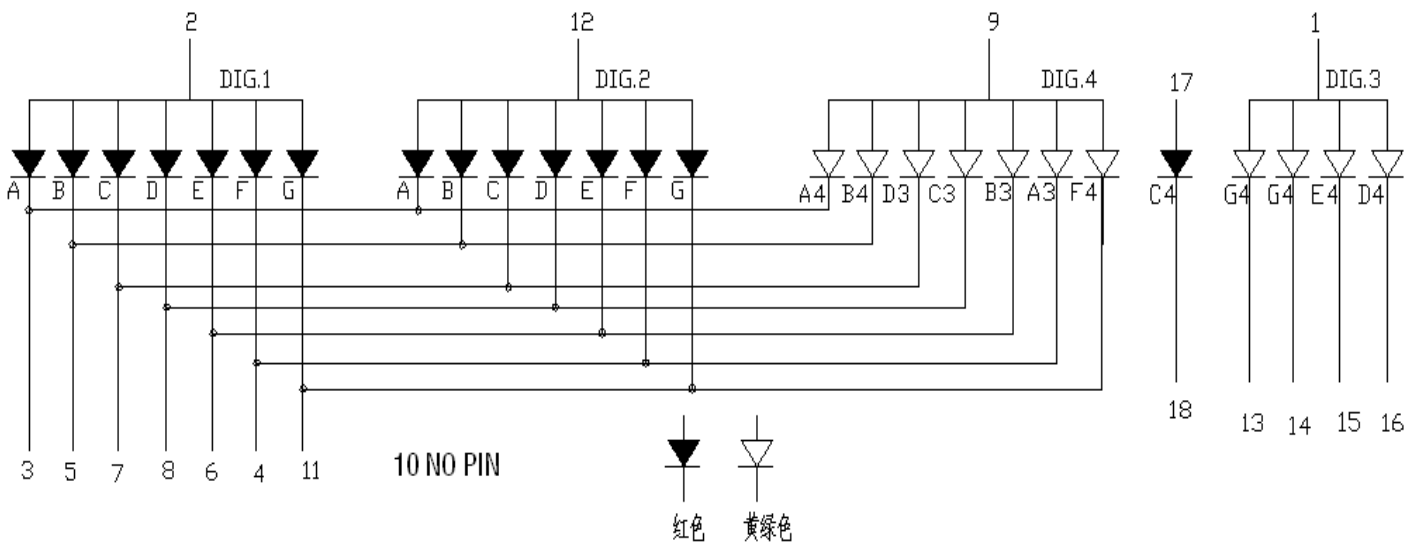 2 12 9 1
DIG.1 DIG.2 DIG.4 17 DIG.3
A B C D E F G A B C D E F G A4 B4 D3 C3 B3 A3 F4 C4 G4 G4 E4 D4
18 13 14 15 16
3 5 7 8 6 4 11 10 NO PIN
红色 黄绿色